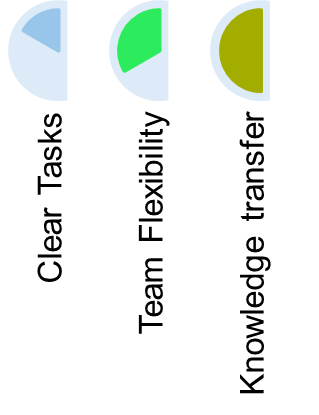 Clear Tasks
Team Flexibility
Knowledge transfer